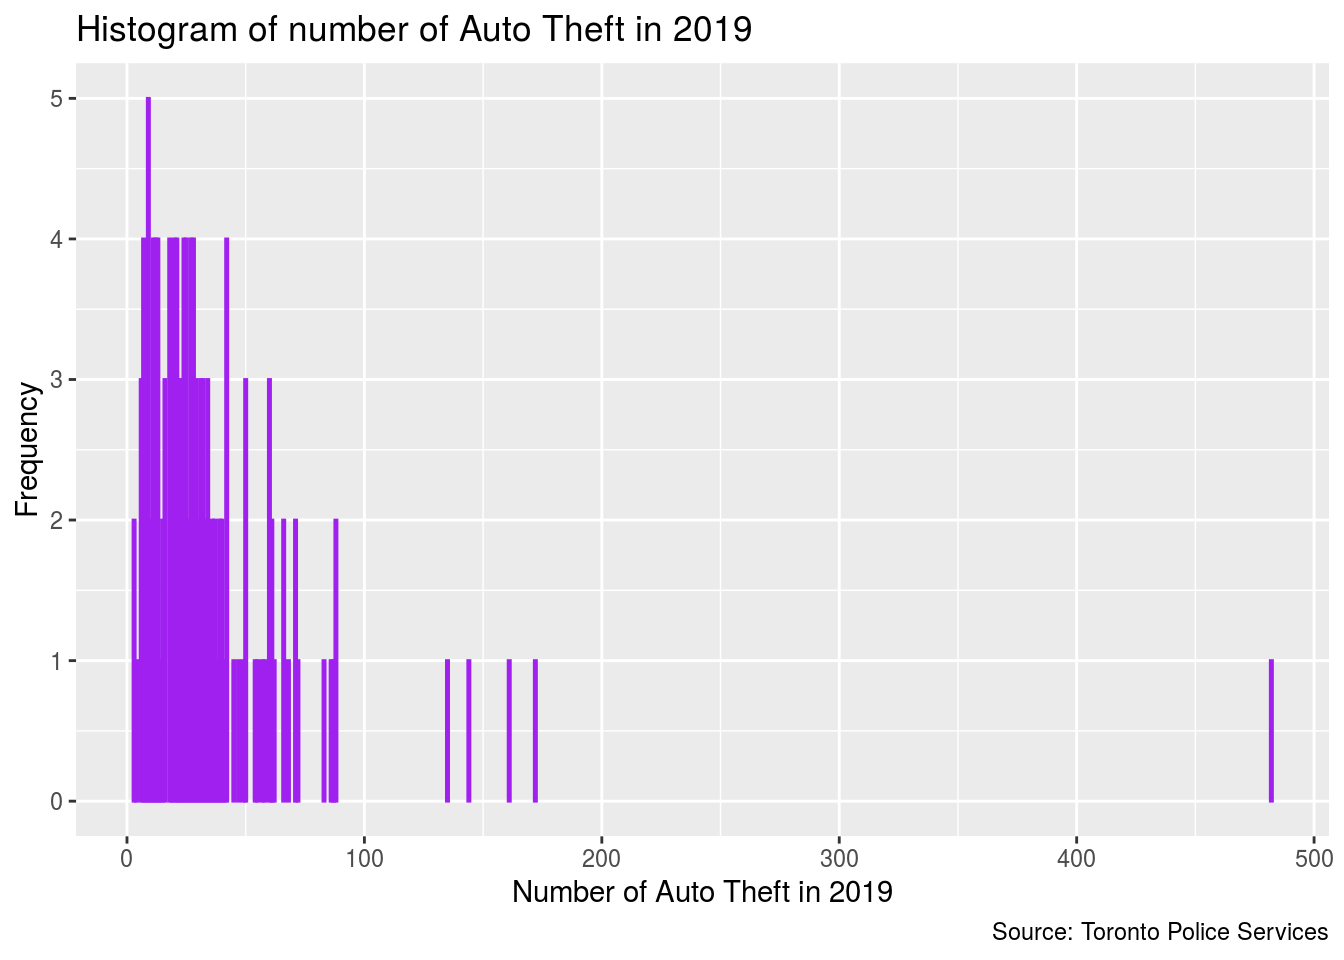 Histogram of number of Auto Theft in 2019
Frequency
5
4
3
2
1
0
0 100 200 300 400 500
Number of Auto Theft in 2019
Source: Toronto Police Services